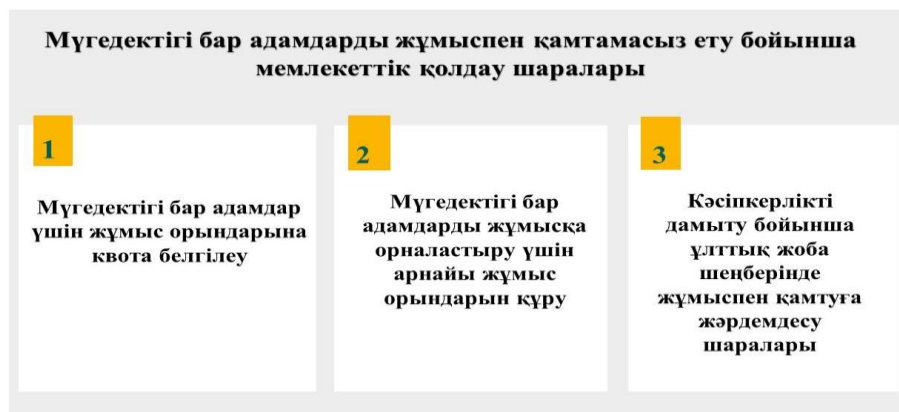 Мүгедектігі бар адамдарды жұмыспен қамтамасыз ету бойынша
мемлекеттік қолдау шаралары
1
Мүгедектігі бар адамдар
үшін жұмыс орындарына
квота белгілеу
2
Мүгедектігі бар
адамдарды жұмысқа
орналастыру үшін
арнайы жұмыс
орындарын құру
3
Кәсіпкерлікті
дамыту бойынша
ұлттық жоба
шеңберінде
жұмыспен қамтуға
жәрдемдесу
шаралары